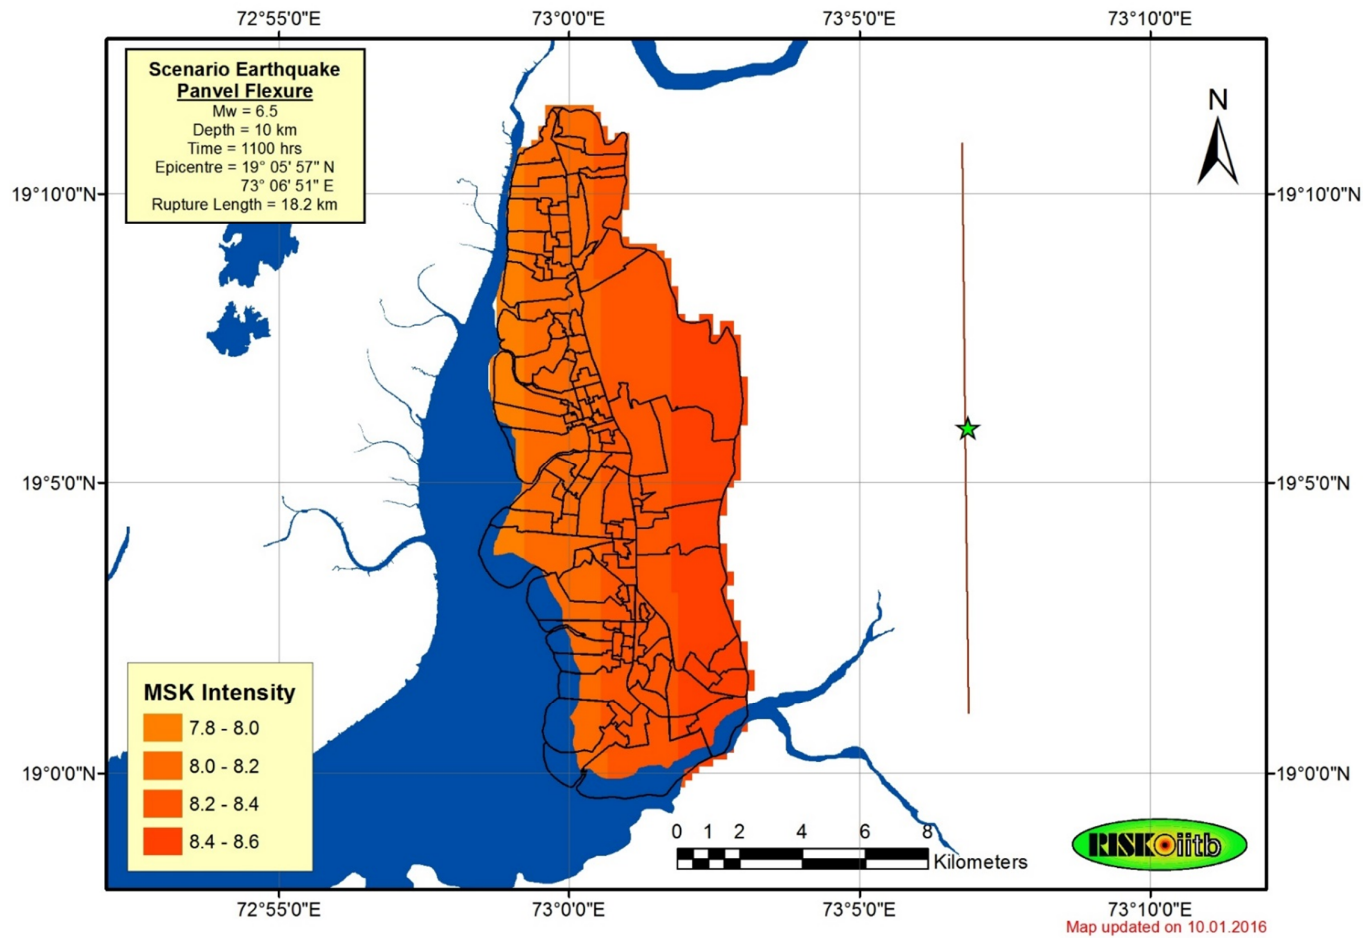 72°55'0"E 73°0'0"E 73°5'0"E 73°10'0"E
Scenario Earthquake
Panvel Flexure
Mw = 6.5
Depth = 10 km
Time = 1100 hrs
Epicentre = 19° 05' 57" N
73° 06' 51" E
Rupture Length = 18.2 km
N
19°10'0"N 19°10'0"N
19°5'0"N 19°5'0"N
MSK Intensity
7.8 - 8.0
8.0 - 8.2
8.2 - 8.4
8.4 - 8.6
19°0'0"N 19°0'0"N
0 1 2 4 6 8
Kilometers
RISK iitb
72°55'0"E 73°0'0"E 73°5'0"E 73°10'0"E
Map updated on 10.01.2016